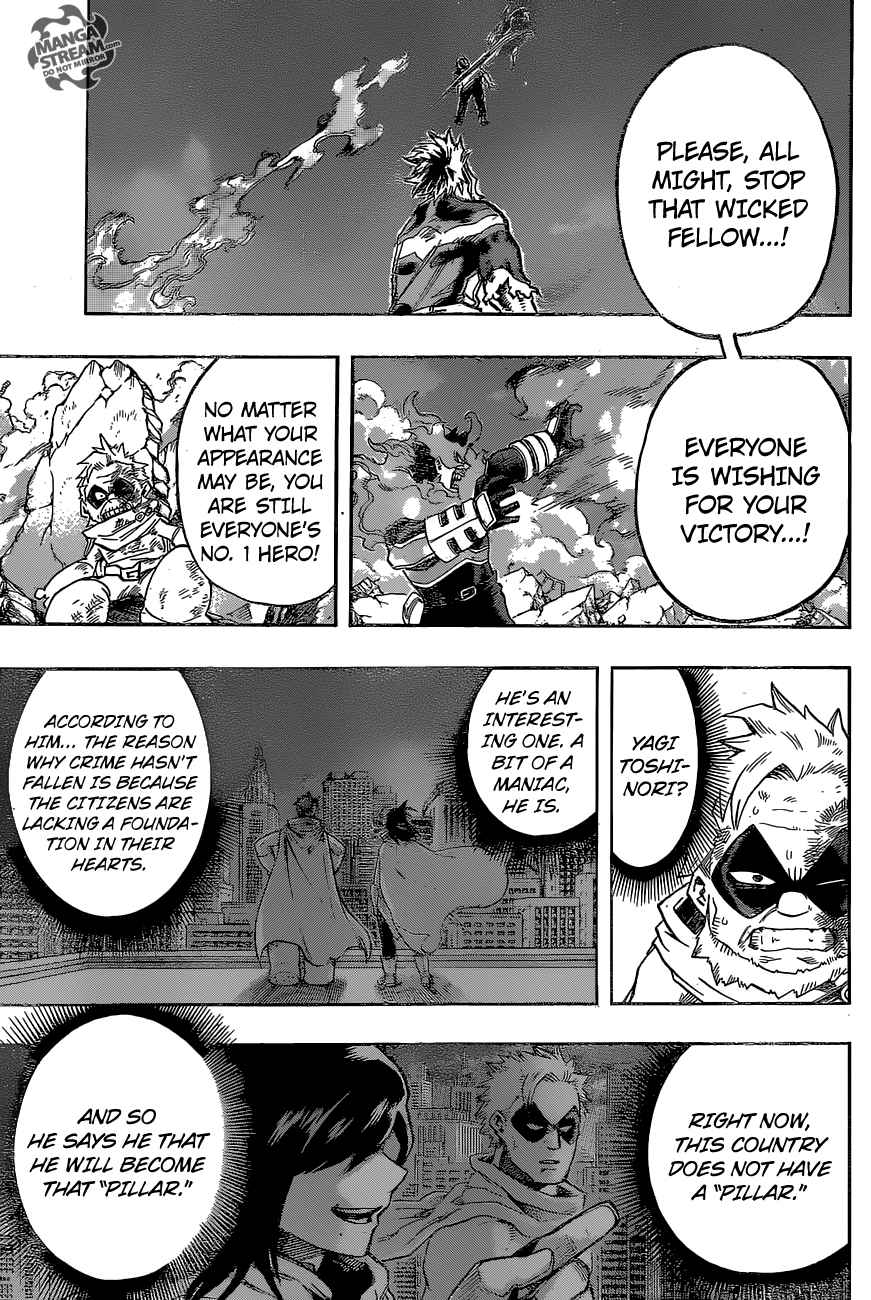 MANGA
STREAM.com
DO NOT MIRROR
PLEASE, ALL
MIGHT, STOP
THAT WICKED
FELLOW...!
EVERYONE
IS WISHING
FOR YOUR
VICTORY...!
NO MATTER
WHAT YOUR
APPEARANCE
MAY BE, YOU
ARE STILL
EVERYONE'S
NO. 1 HERO!
YAGI
TOSHI-
NORI?
HE'S AN
INTEREST-
ING ONE. A
BIT OF A
MANIAC,
HE IS.
ACCORDING TO
HIM... THE REASON
WHY CRIME HASN'T
FALLEN IS BECAUSE
THE CITIZENS ARE
LACKING A FOUNDA-
TION IN THEIR
HEARTS.
RIGHT NOW,
THIS COUNTRY
DOES NOT HAVE
A "PILLAR."
AND SO
HE SAYS HE THAT
HE WILL BECOME
THAT "PILLAR."